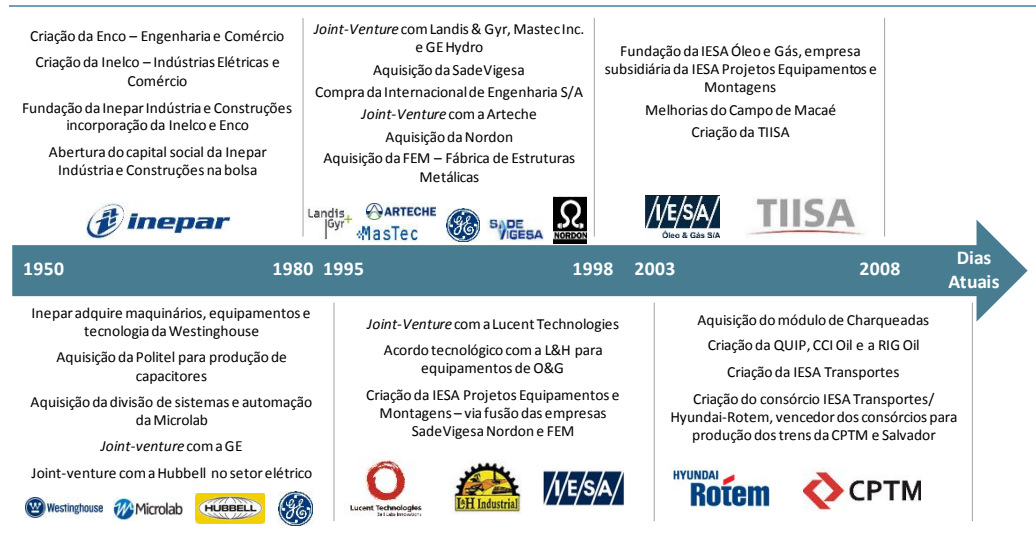 Criação da Enco – Engenharia e Comércio
Criação da Inelco – Indústrias Elétricas e
Comércio
Fundação da Inepar Indústria e Construções
incorporação da Inelco e Enco
Abertura do capital social da Inepar
Indústria e Construções na bolsa
inepar
Joint-Venture com Landis & Gyr, Mastec Inc.
e GE Hydro
Aquisição da SadeVigesa
Compra da Internacional de Engenharia S/A
Joint-Venture com a Arteche
Aquisição da Nordon
Aquisição da FEM – Fábrica de Estruturas
Metálicas
Landis
Gyr+
ARTECHE
MasTec
GE
SADE
VIGESA
NORDON
Fundação da IESA Óleo e Gás, empresa
subsidiária da IESA Projetos Equipamentos e
Montagens
Melhorias do Campo de Macaé
Criação da TIISA
IESA
Óleo & Gás S/A
TIISA
1950
1980
1995
1998
2003
2008
Dias
Atuais
Inepar adquire maquinários, equipamentos e
tecnologia da Westinghouse
Aquisição da Politel para produção de
capacitores
Aquisição da divisão de sistemas e automação
da Microlab
Joint-venture com a GE
Joint-venture com a Hubbell no setor elétrico
Westinghouse
Microlab
HUBBELL
GE
Joint-Venture com a Lucent Technologies
Acordo tecnológico com a L&H para
equipamentos de O&G
Criação da IESA Projetos Equipamentos e
Montagens – via fusão das empresas
SadeVigesa Nordon e FEM
Lucent Technologies
Bell Labs Innovations
L&H Industrial
IESA
Aquisição do módulo de Charqueadas
Criação da QUIP, CCI Oil e a RIG Oil
Criação da IESA Transportes
Criação do consórcio IESA Transportes/
Hyundai-Rotem, vencedor dos consórcios para
produção dos trens da CPTM e Salvador
HYUNDAI
Rotem
CPTM